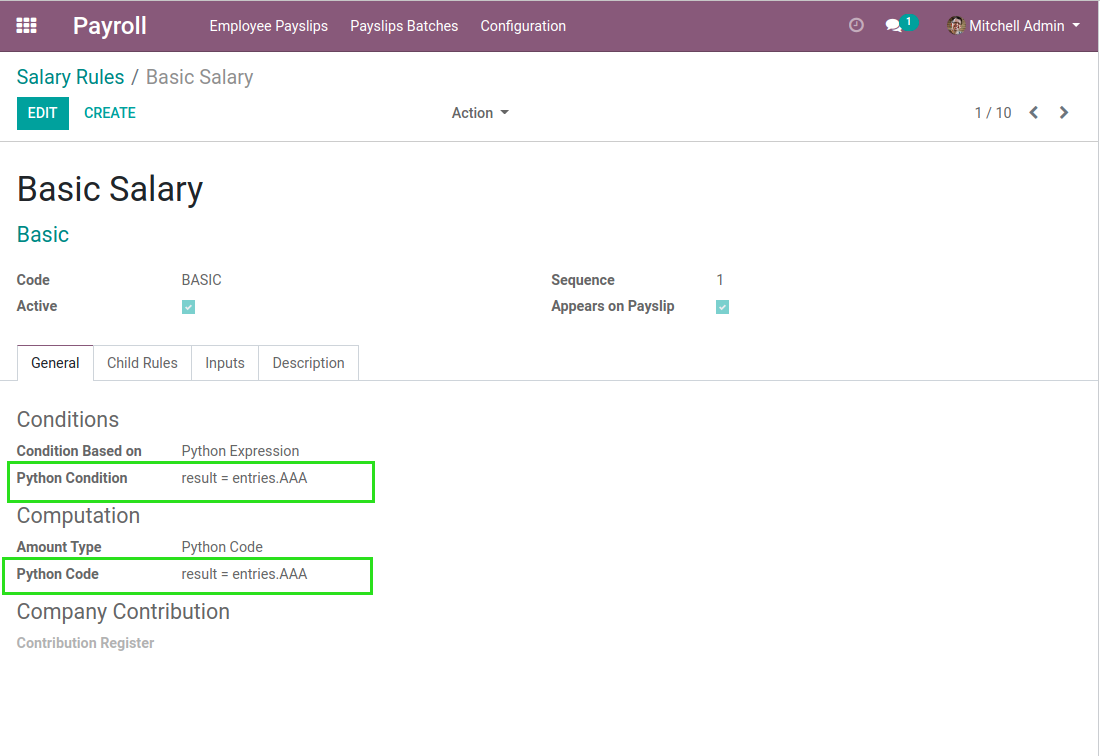 Payroll Employee Payslips Payslips Batches Configuration 1 Mitchell Admin
Salary Rules / Basic Salary
EDIT CREATE Action 1 / 10
Basic Salary
Basic
Code BASIC Sequence 1
Active Appears on Payslip
General Child Rules Inputs Description
Conditions
Condition Based on Python Expression
Python Condition result = entries.AAA
Computation
Amount Type Python Code
Python Code result = entries.AAA
Company Contribution
Contribution Register